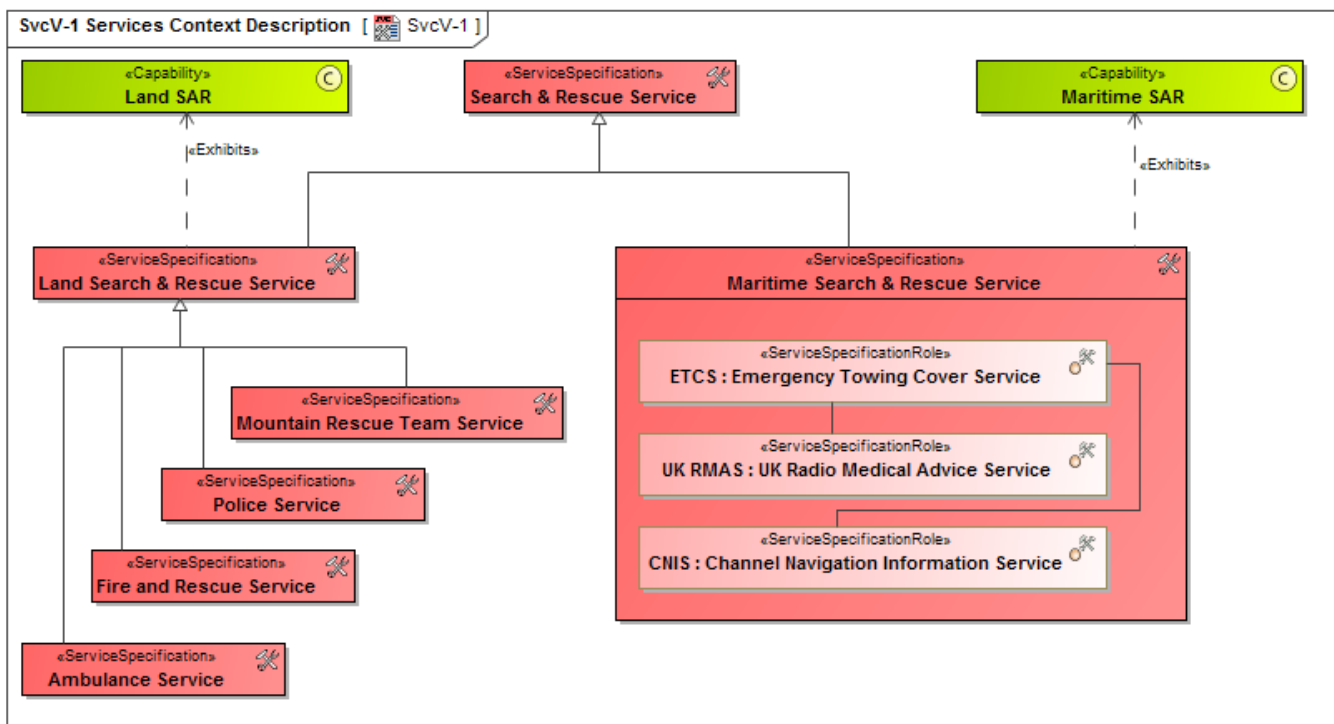 SvcV-1 Services Context Description [ SvcV-1 ]
«Capability»
C
Land SAR
«ServiceSpecification»
Search & Rescue Service
«Capability»
C
Maritime SAR
«Exhibits»
«Exhibits»
«ServiceSpecification»
Land Search & Rescue Service
«ServiceSpecification»
Maritime Search & Rescue Service
«ServiceSpecificationRole»
ETCS : Emergency Towing Cover Service
«ServiceSpecification»
Mountain Rescue Team Service
«ServiceSpecificationRole»
UK RMAS : UK Radio Medical Advice Service
«ServiceSpecification»
Police Service
«ServiceSpecificationRole»
CNIS : Channel Navigation Information Service
«ServiceSpecification»
Fire and Rescue Service
«ServiceSpecification»
Ambulance Service